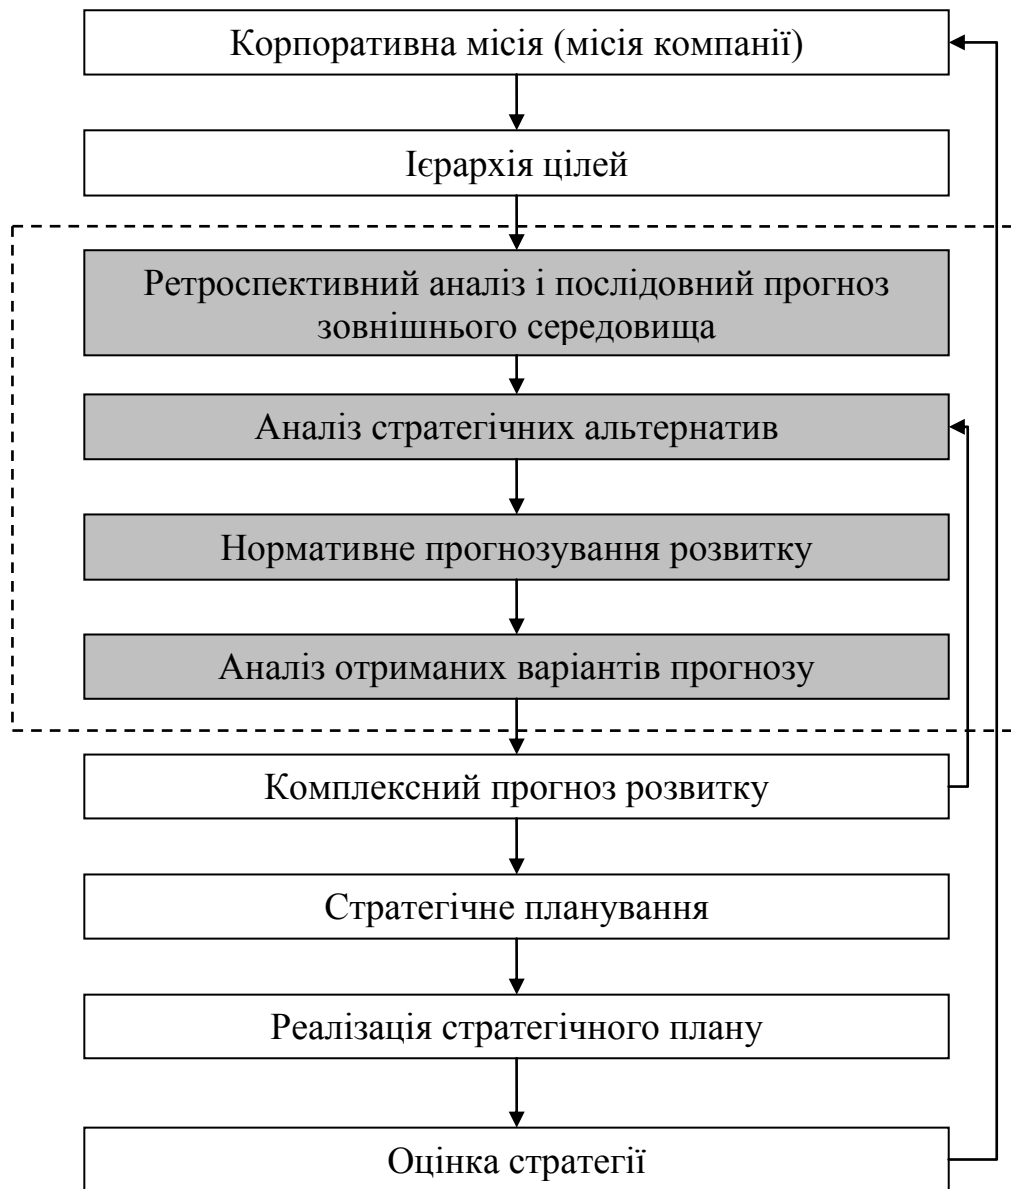 Корпоративна місія (місія компанії)
Ієрархія цілей
Ретроспективний аналіз і послідовний прогноз
зовнішнього середовища
Аналіз стратегічних альтернатив
Нормативне прогнозування розвитку
Аналіз отриманих варіантів прогнозу
Комплексний прогноз розвитку
Стратегічне планування
Реалізація стратегічного плану
Оцінка стратегії